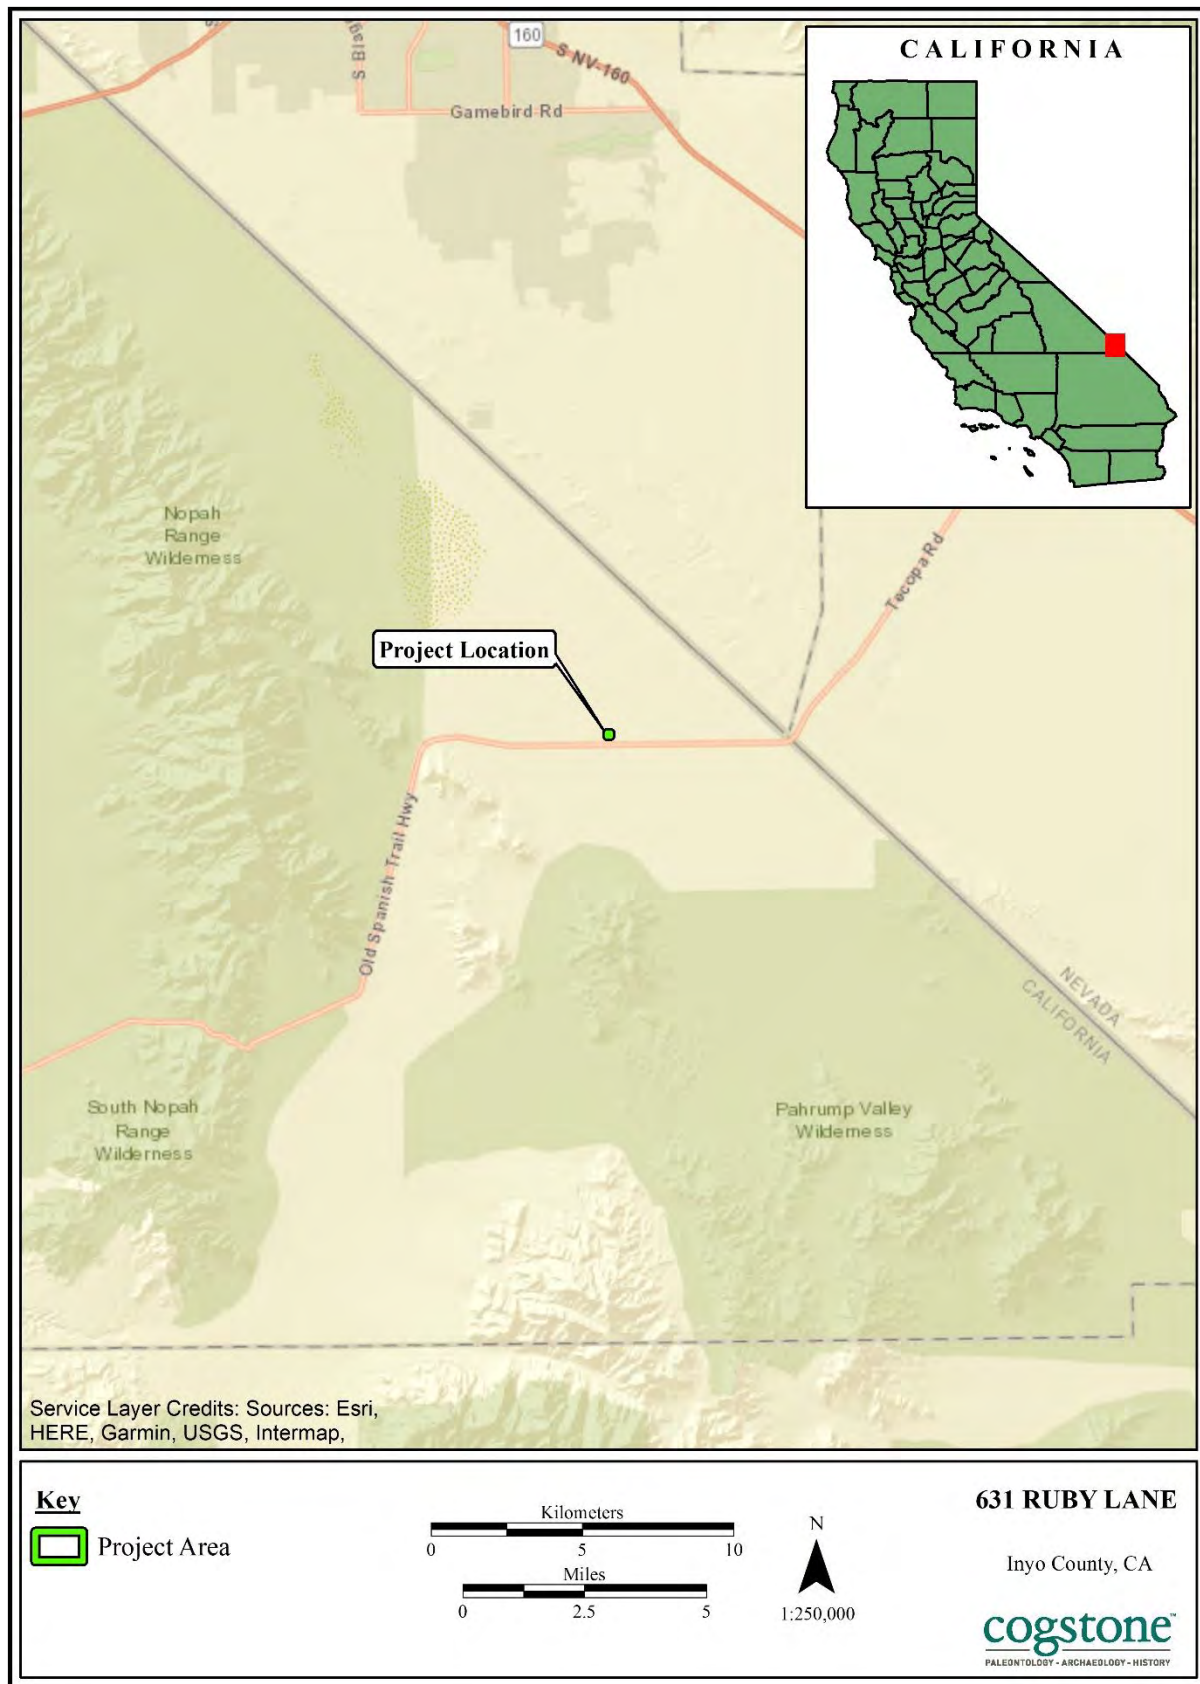 160
S NV-160
S Blag
Gamebird Rd
CALIFORNIA
Nopah
Range
Wilderness
Tecopa Rd
Project Location
Old Spanish Trail Hwy
NEVADA
CALIFORNIA
South Nopah
Range
Wilderness
Pahrump Valley
Wilderness
Service Layer Credits: Sources: Esri,
HERE, Garmin, USGS, Intermap,
Key
Project Area
Kilometers
0 5 10
Miles
0 2.5 5
N
1:250,000
631 RUBY LANE
Inyo County, CA
cogstone™
PALEONTOLOGY - ARCHAEOLOGY - HISTORY